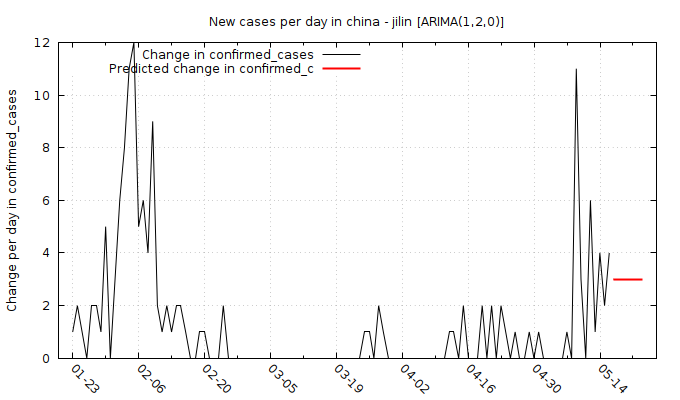 New cases per day in china - jilin [ARIMA(1,2,0)]
Change in confirmed_cases
Predicted change in confirmed_c
Change per day in confirmed_cases
12
10
8
6
4
2
0
01-23 02-06 02-20 03-05 03-19 04-02 04-16 04-30 05-14